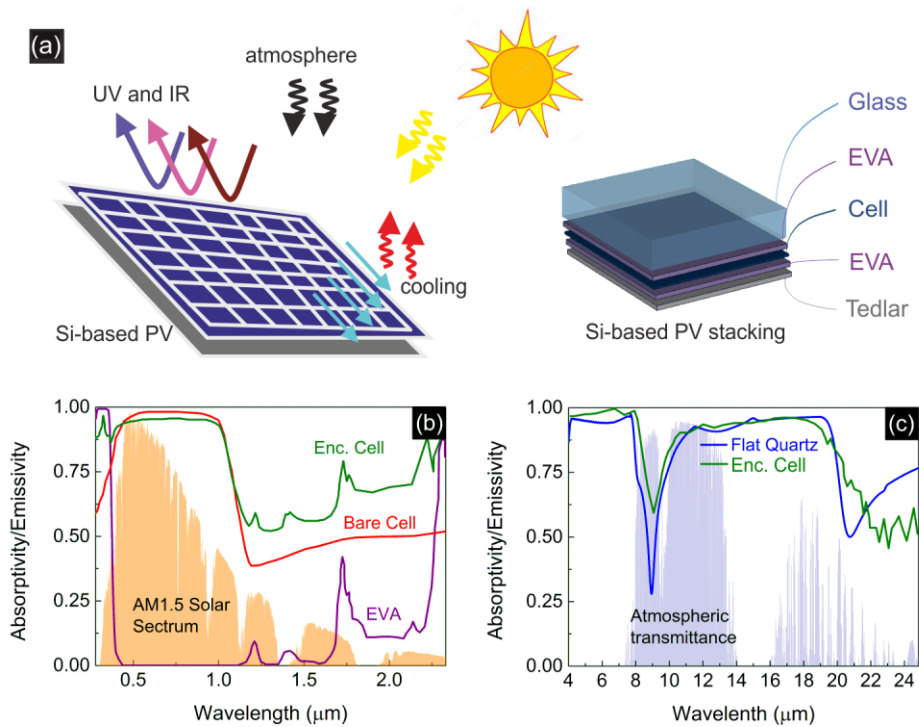 (a)
atmosphere
UV and IR
cooling
Si-based PV
Glass
EVA
Cell
EVA
Tedlar
Si-based PV stacking
(b)
Absorptivity/Emissivity
1.00
0.75
0.50
0.25
0.00
Enc. Cell
Bare Cell
EVA
AM1.5 Solar
Sectrum
0.5
1.0
1.5
2.0
Wavelength (μm)
(c)
Absorptivity/Emissivity
1.00
0.75
0.50
0.25
0.00
Flat Quartz
Enc. Cell
Atmospheric
transmittance
4
6
8
10
12
14
16
18
20
22
24
Wavelenth (μm)